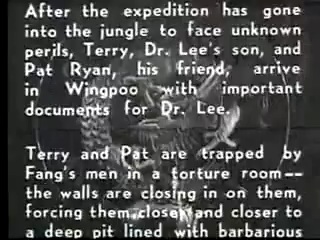 After the expedition has gone
into the jungle to face unknown
perils, Terry, Dr. Lee's son, and
Pat Ryan, his friend, arrive
in Wingpoo with important
documents for Dr. Lee.
Terry and Pat are trapped by
Fang's men in a torture room--
the walls are closing in on them,
forcing them closer and closer to
a deep pit lined with barbarious